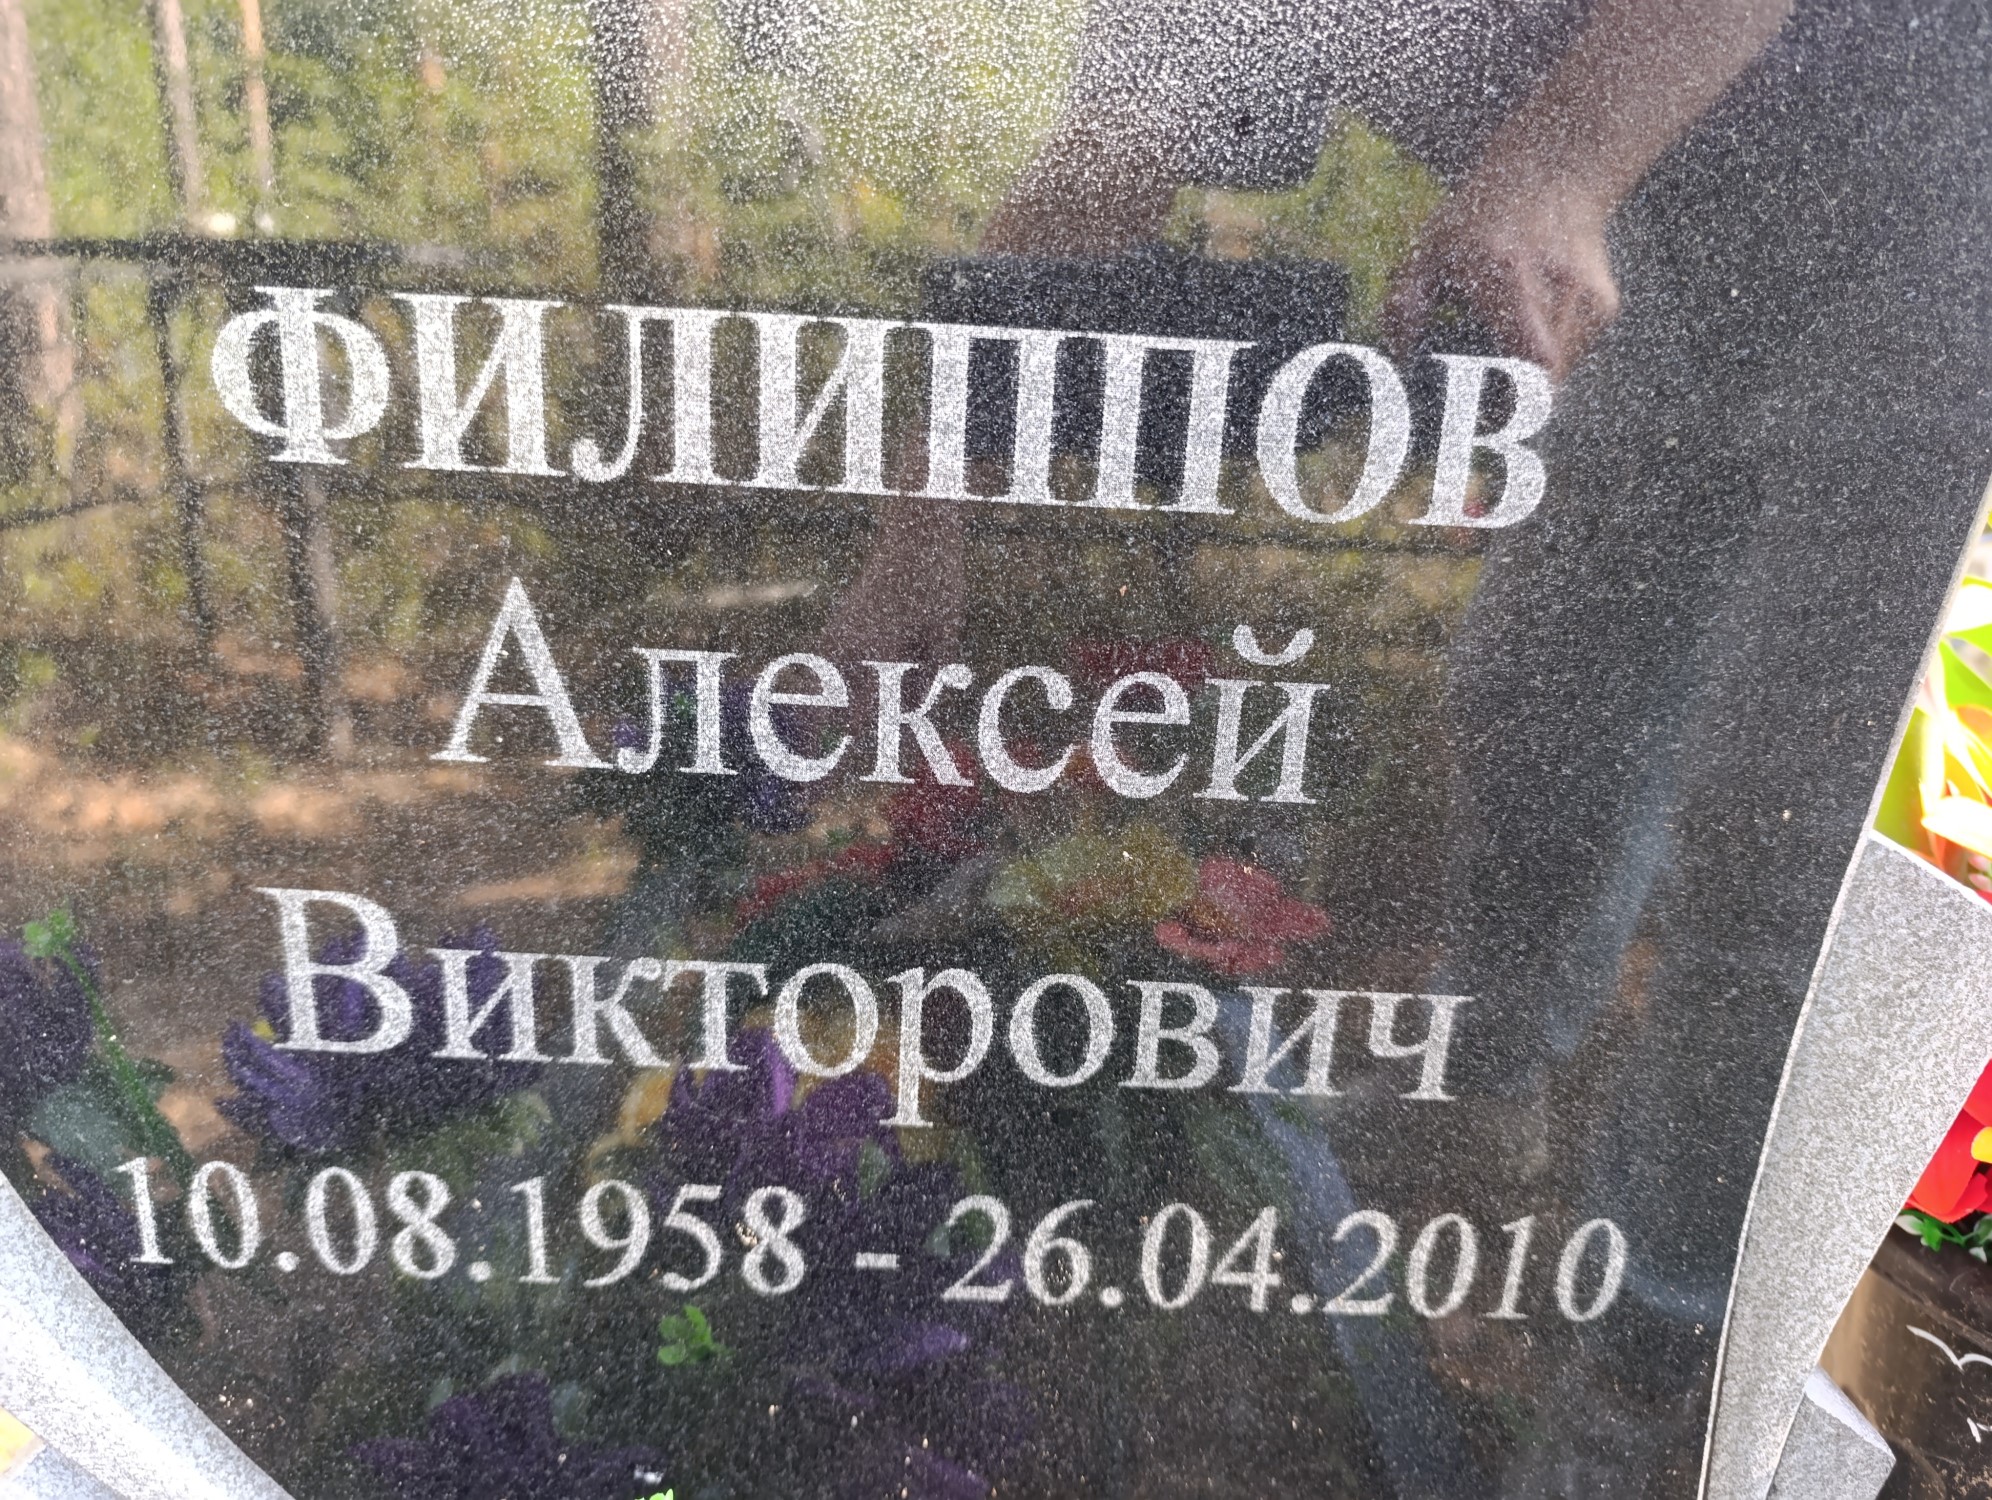 ФИЛИППОВ
Алексей
Викторович
10.08.1958 - 26.04.2010